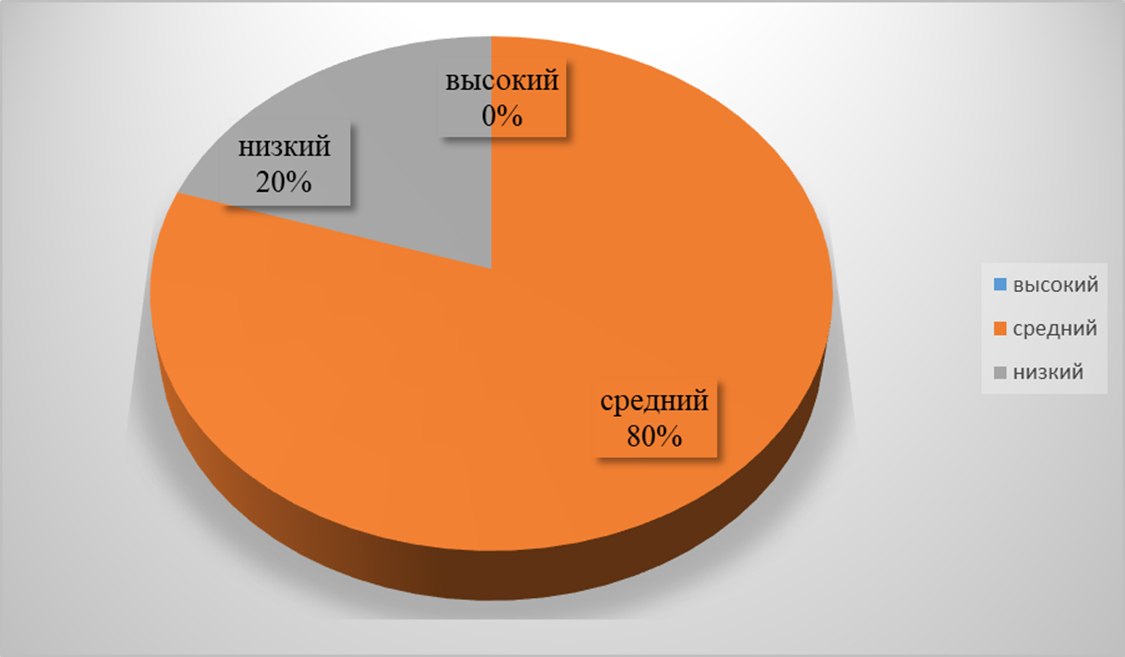 высокий
0%
низкий
20%
средний
80%
высокий
средний
низкий